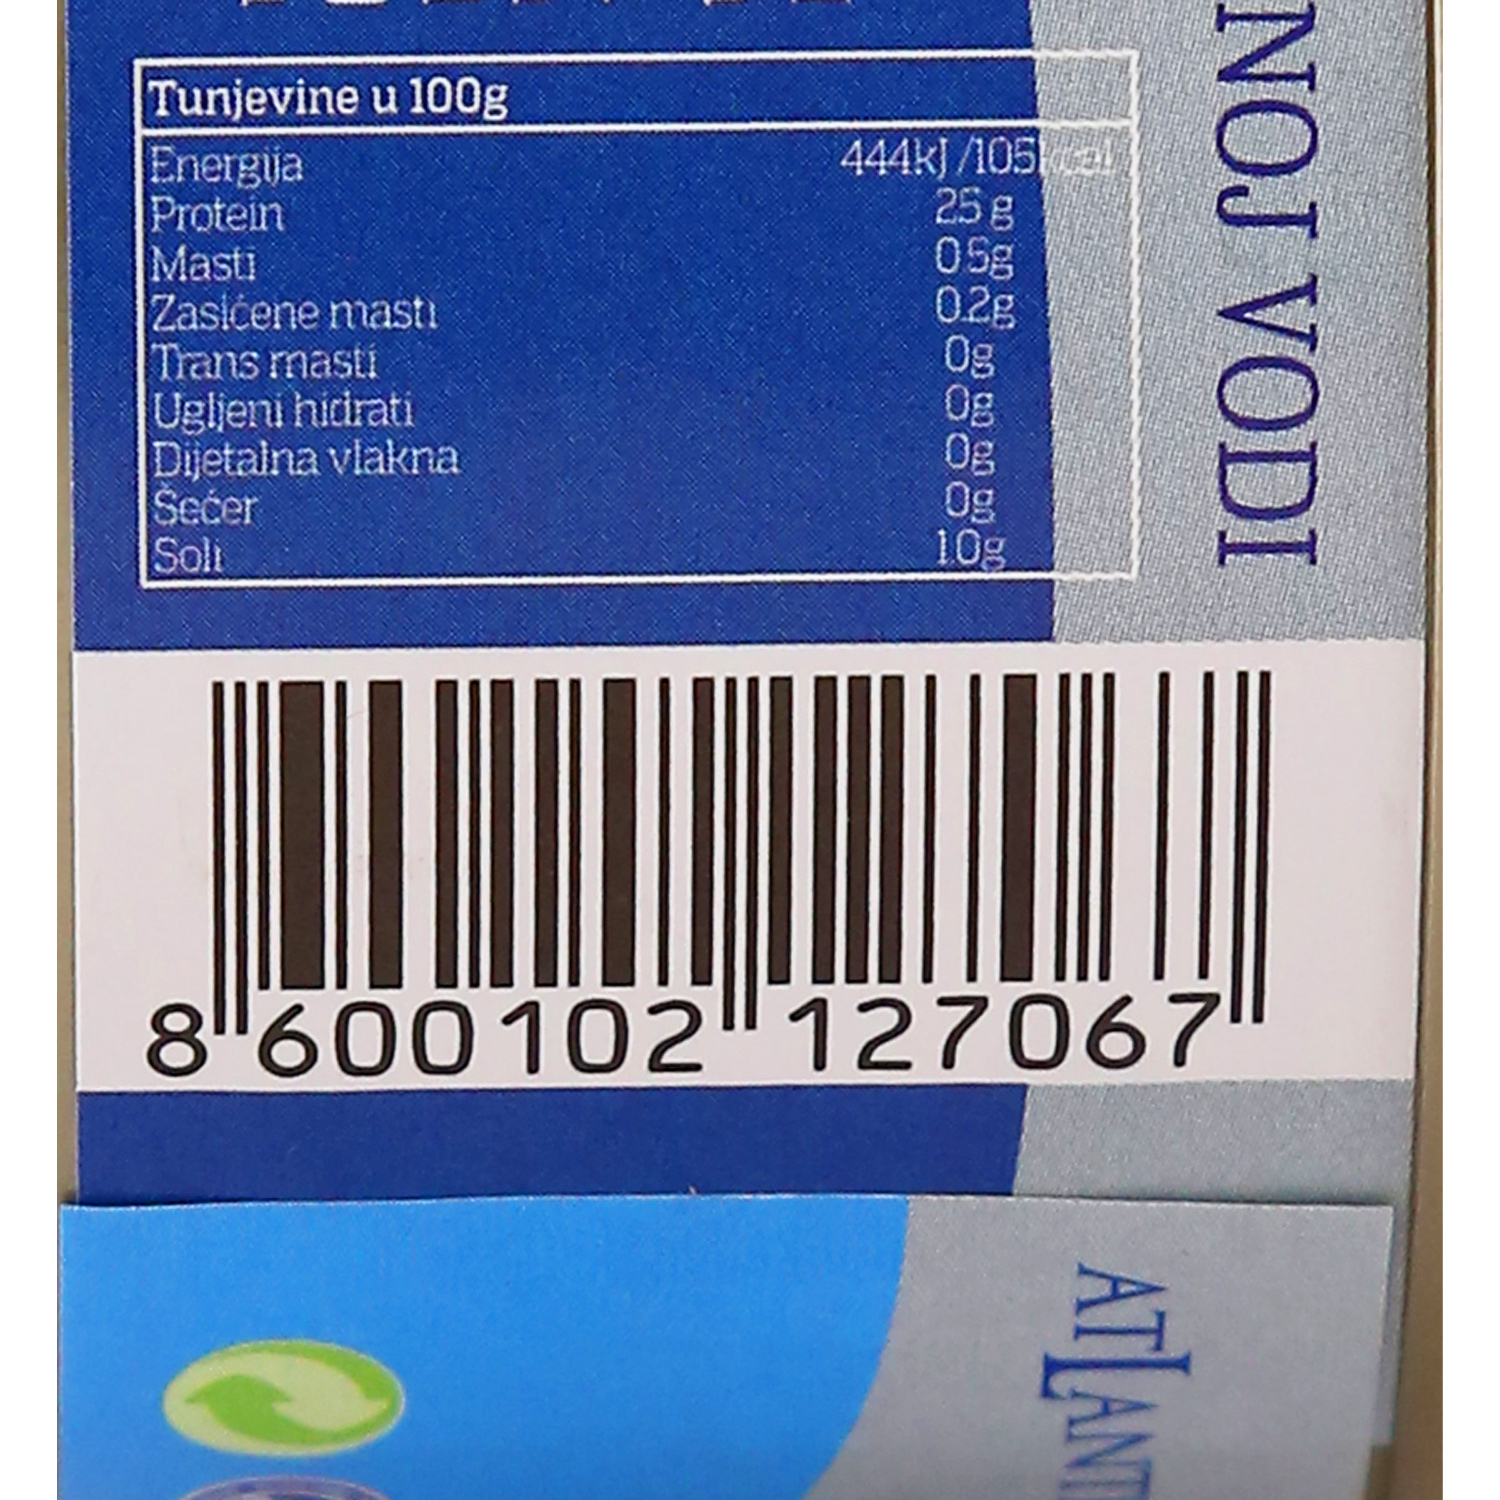 Tunjevine u 100g
Energija 444kJ /105kcal
Protein 25 g
Masti 0.5g
Zasićene masti 0.2g
Trans masti 0g
Ugljeni hidrati 0g
Dijetalna vlakna 0g
Šećer 0g
Soli 1.0g
NOJ VODI
8 600102 127067
ATLANT